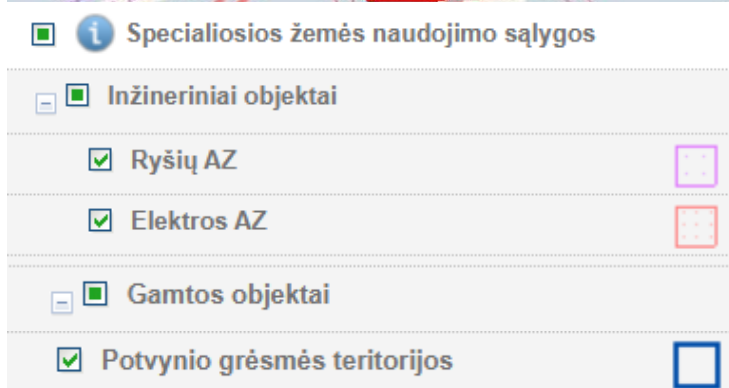 Specialiosios žemės naudojimo sąlygos
Inžineriniai objektai
Ryšių AZ
Elektros AZ
Gamtos objektai
Potvynio grėsmės teritorijos